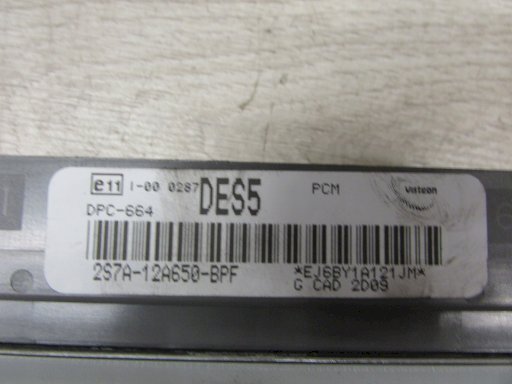 e11 I-00 0287 DES5 PCM Visteon
DPC-664
2S7A-12A650-BPF *EJ6BY1A121JM*
G CAD 2D09